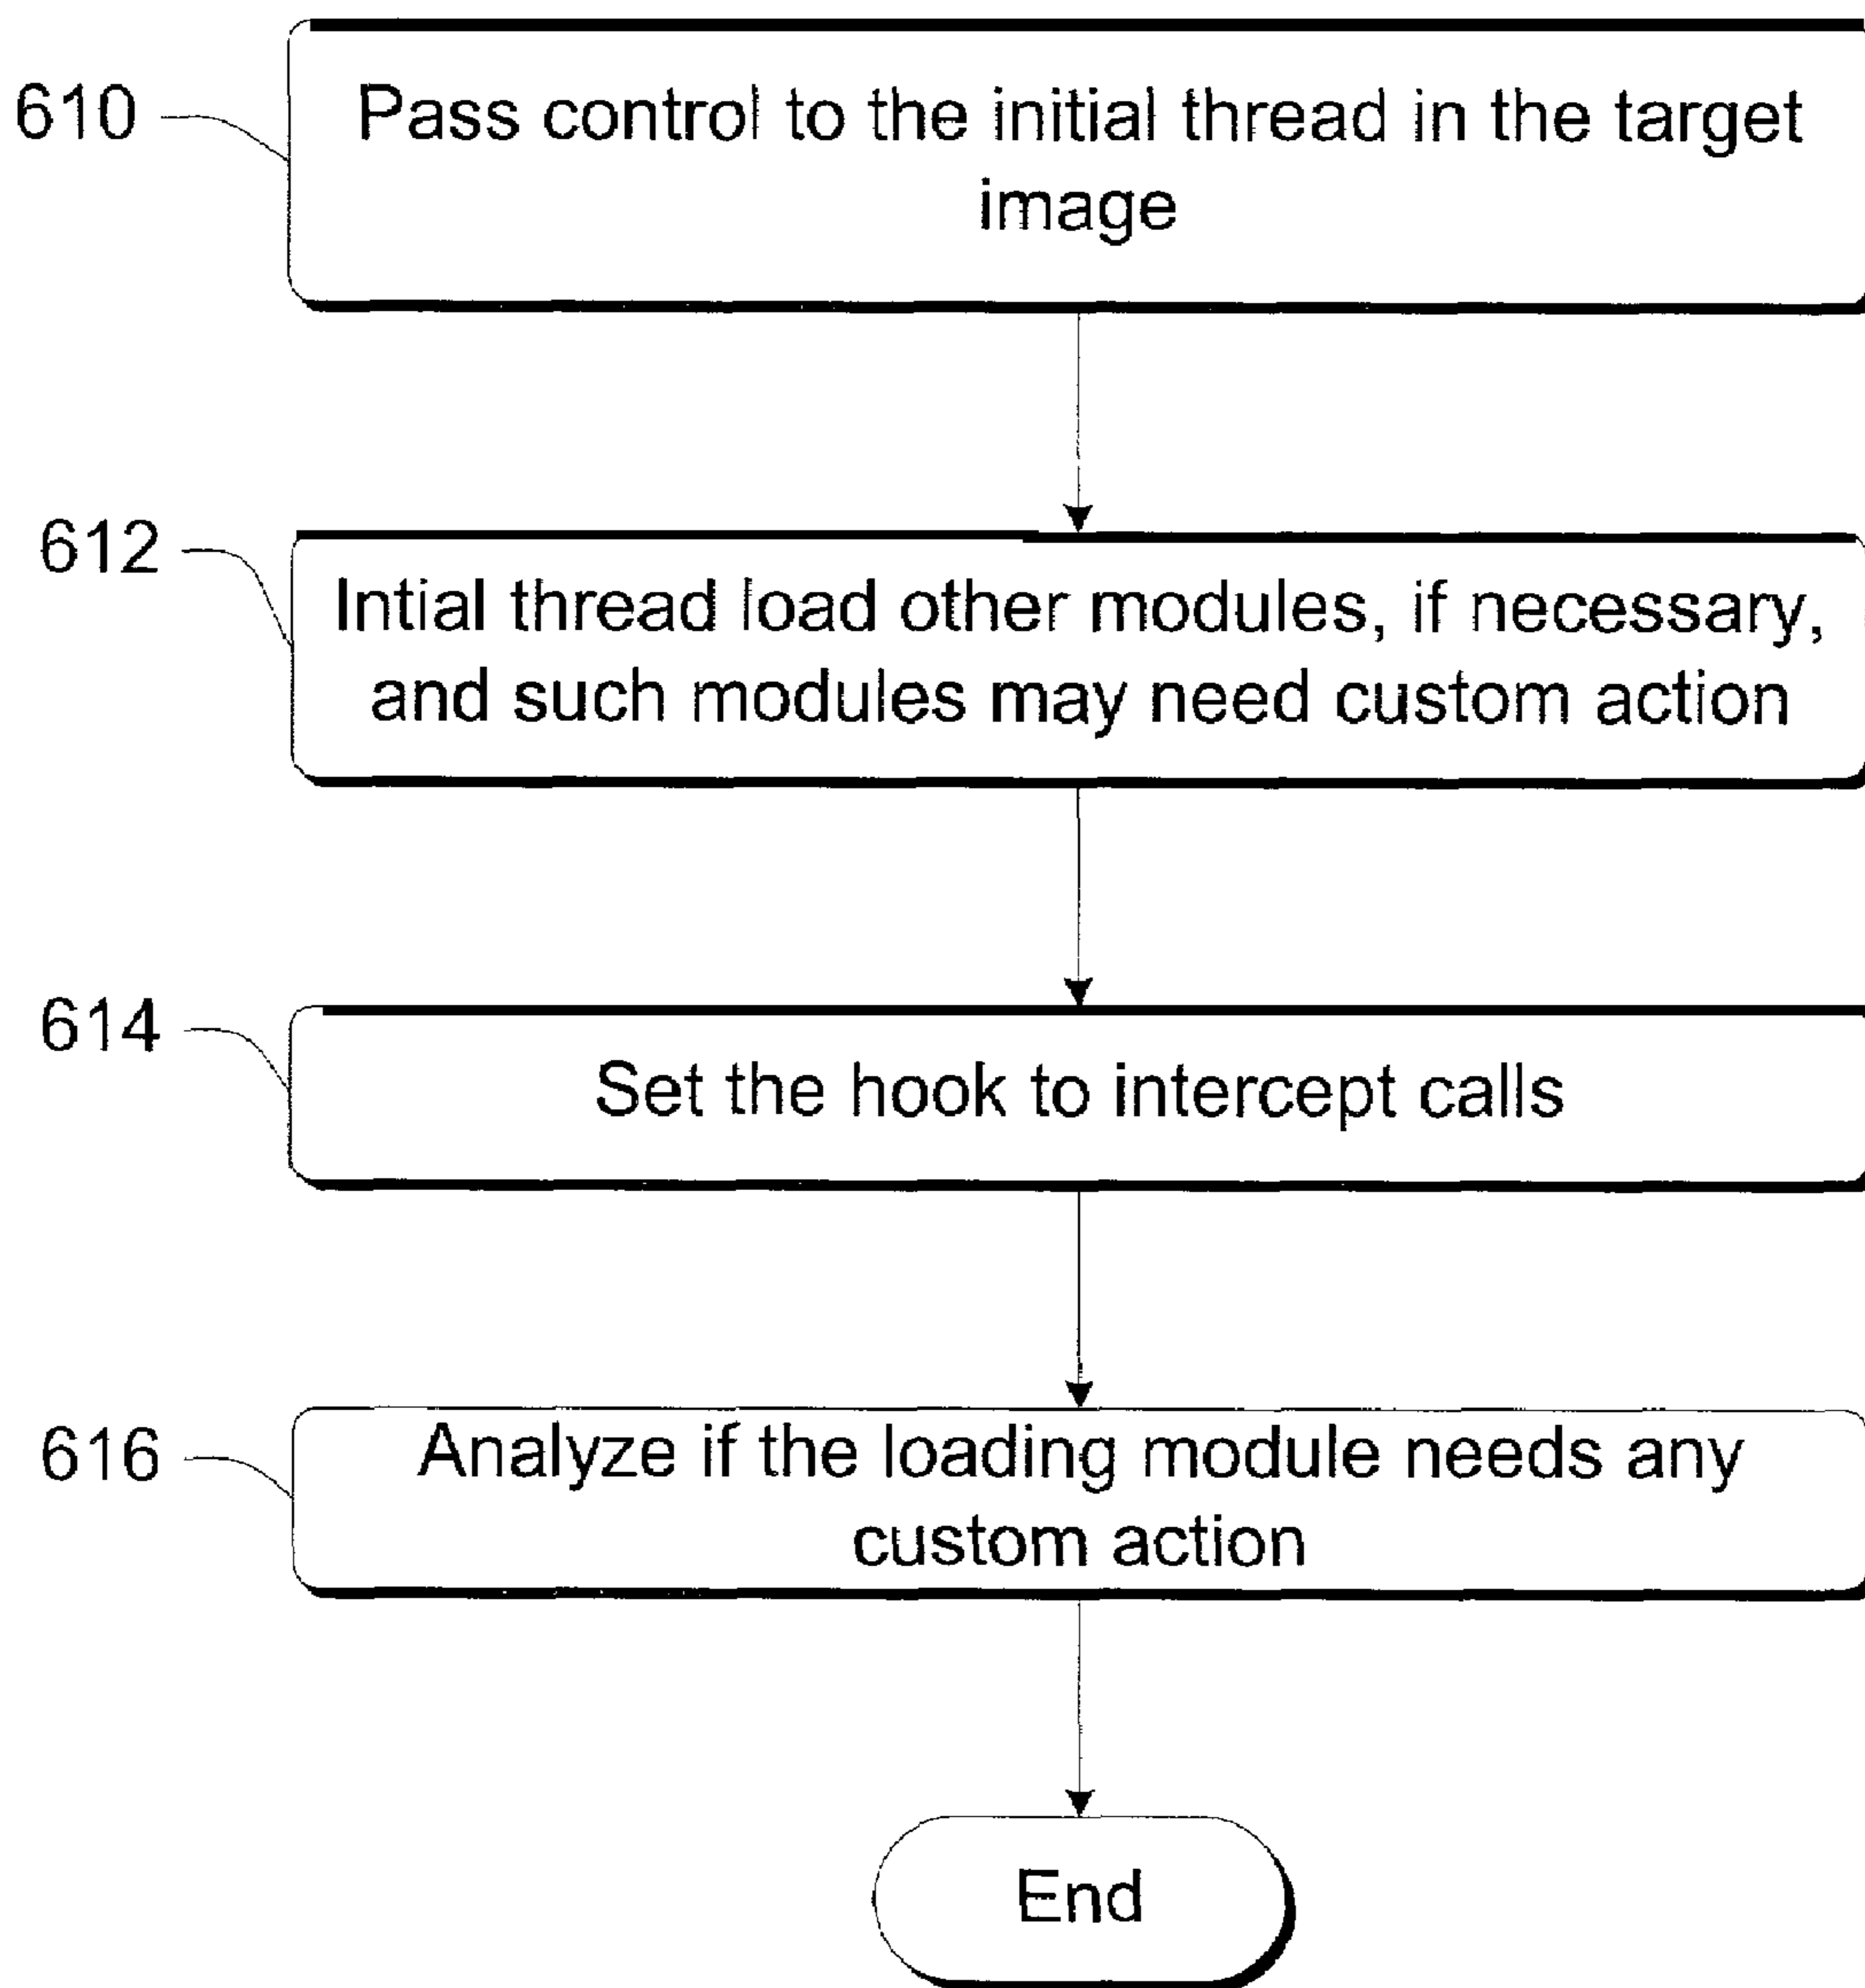 610
Pass control to the initial thread in the target
image
612
Intial thread load other modules, if necessary,
and such modules may need custom action
614
Set the hook to intercept calls
616
Analyze if the loading module needs any
custom action
End